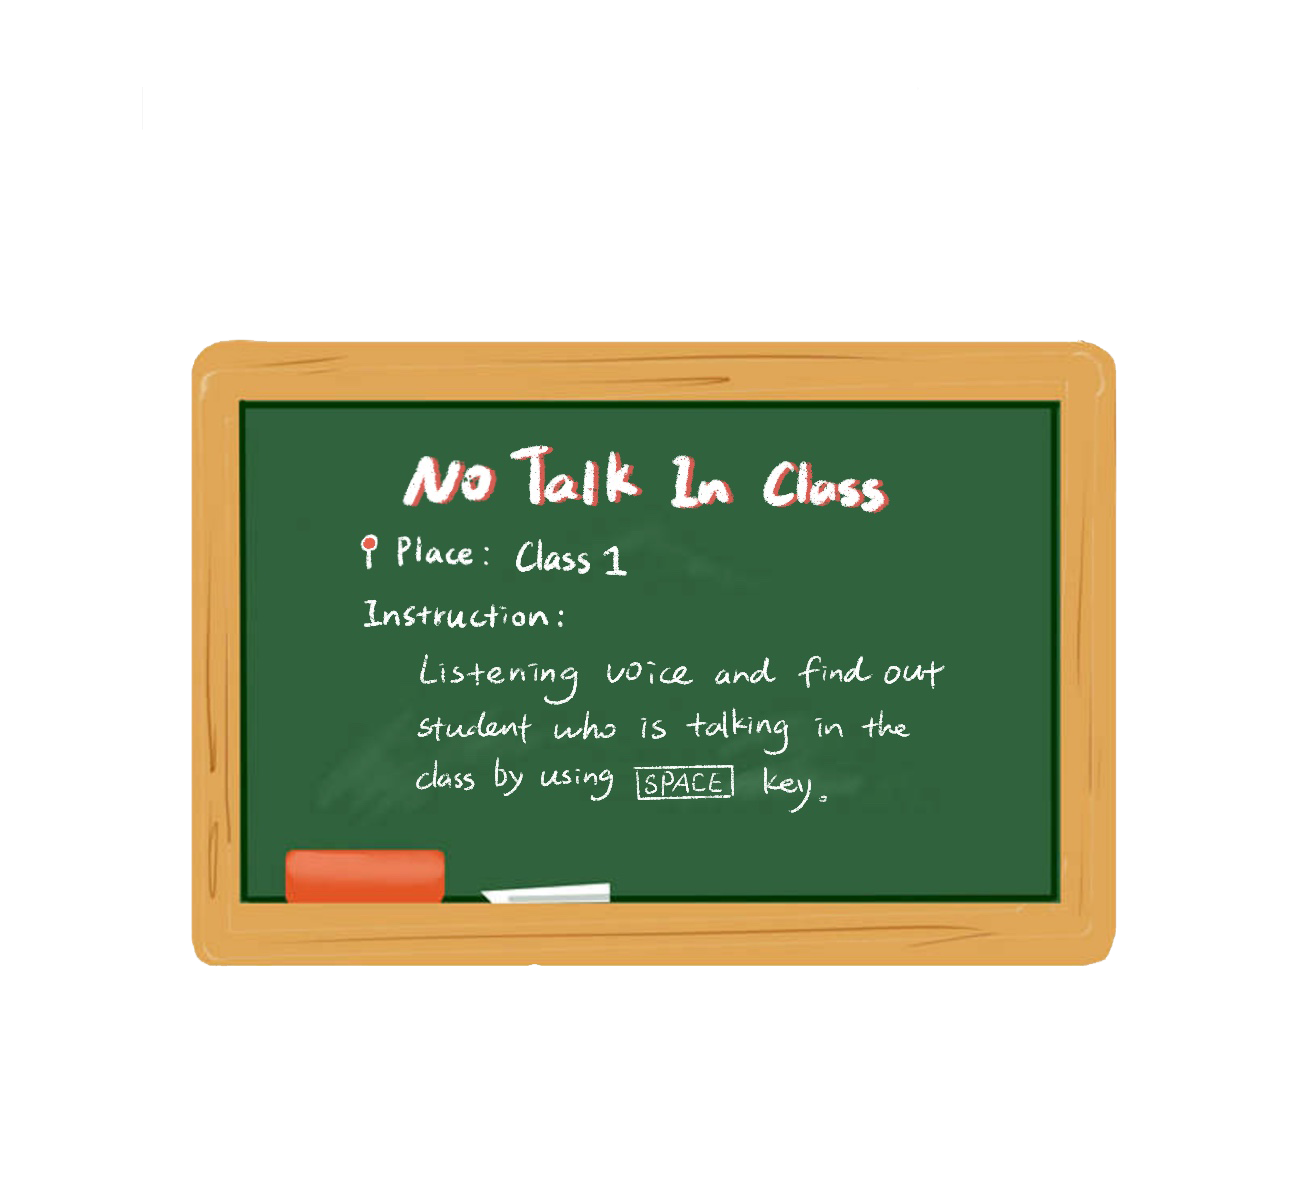 No Talk In Class
Place: Class 1
Instruction:
Listening voice and find out
student who is talking in the
class by using SPACE key.